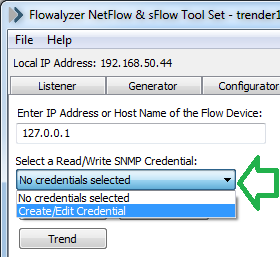 Flowalyzer NetFlow & sFlow Tool Set - trender1
File Help
Local IP Address: 192.168.50.44
Listener Generator Configurator
Enter IP Address or Host Name of the Flow Device:
127.0.0.1
Select a Read/Write SNMP Credential:
No credentials selected
No credentials selected
Create/Edit Credential
Trend